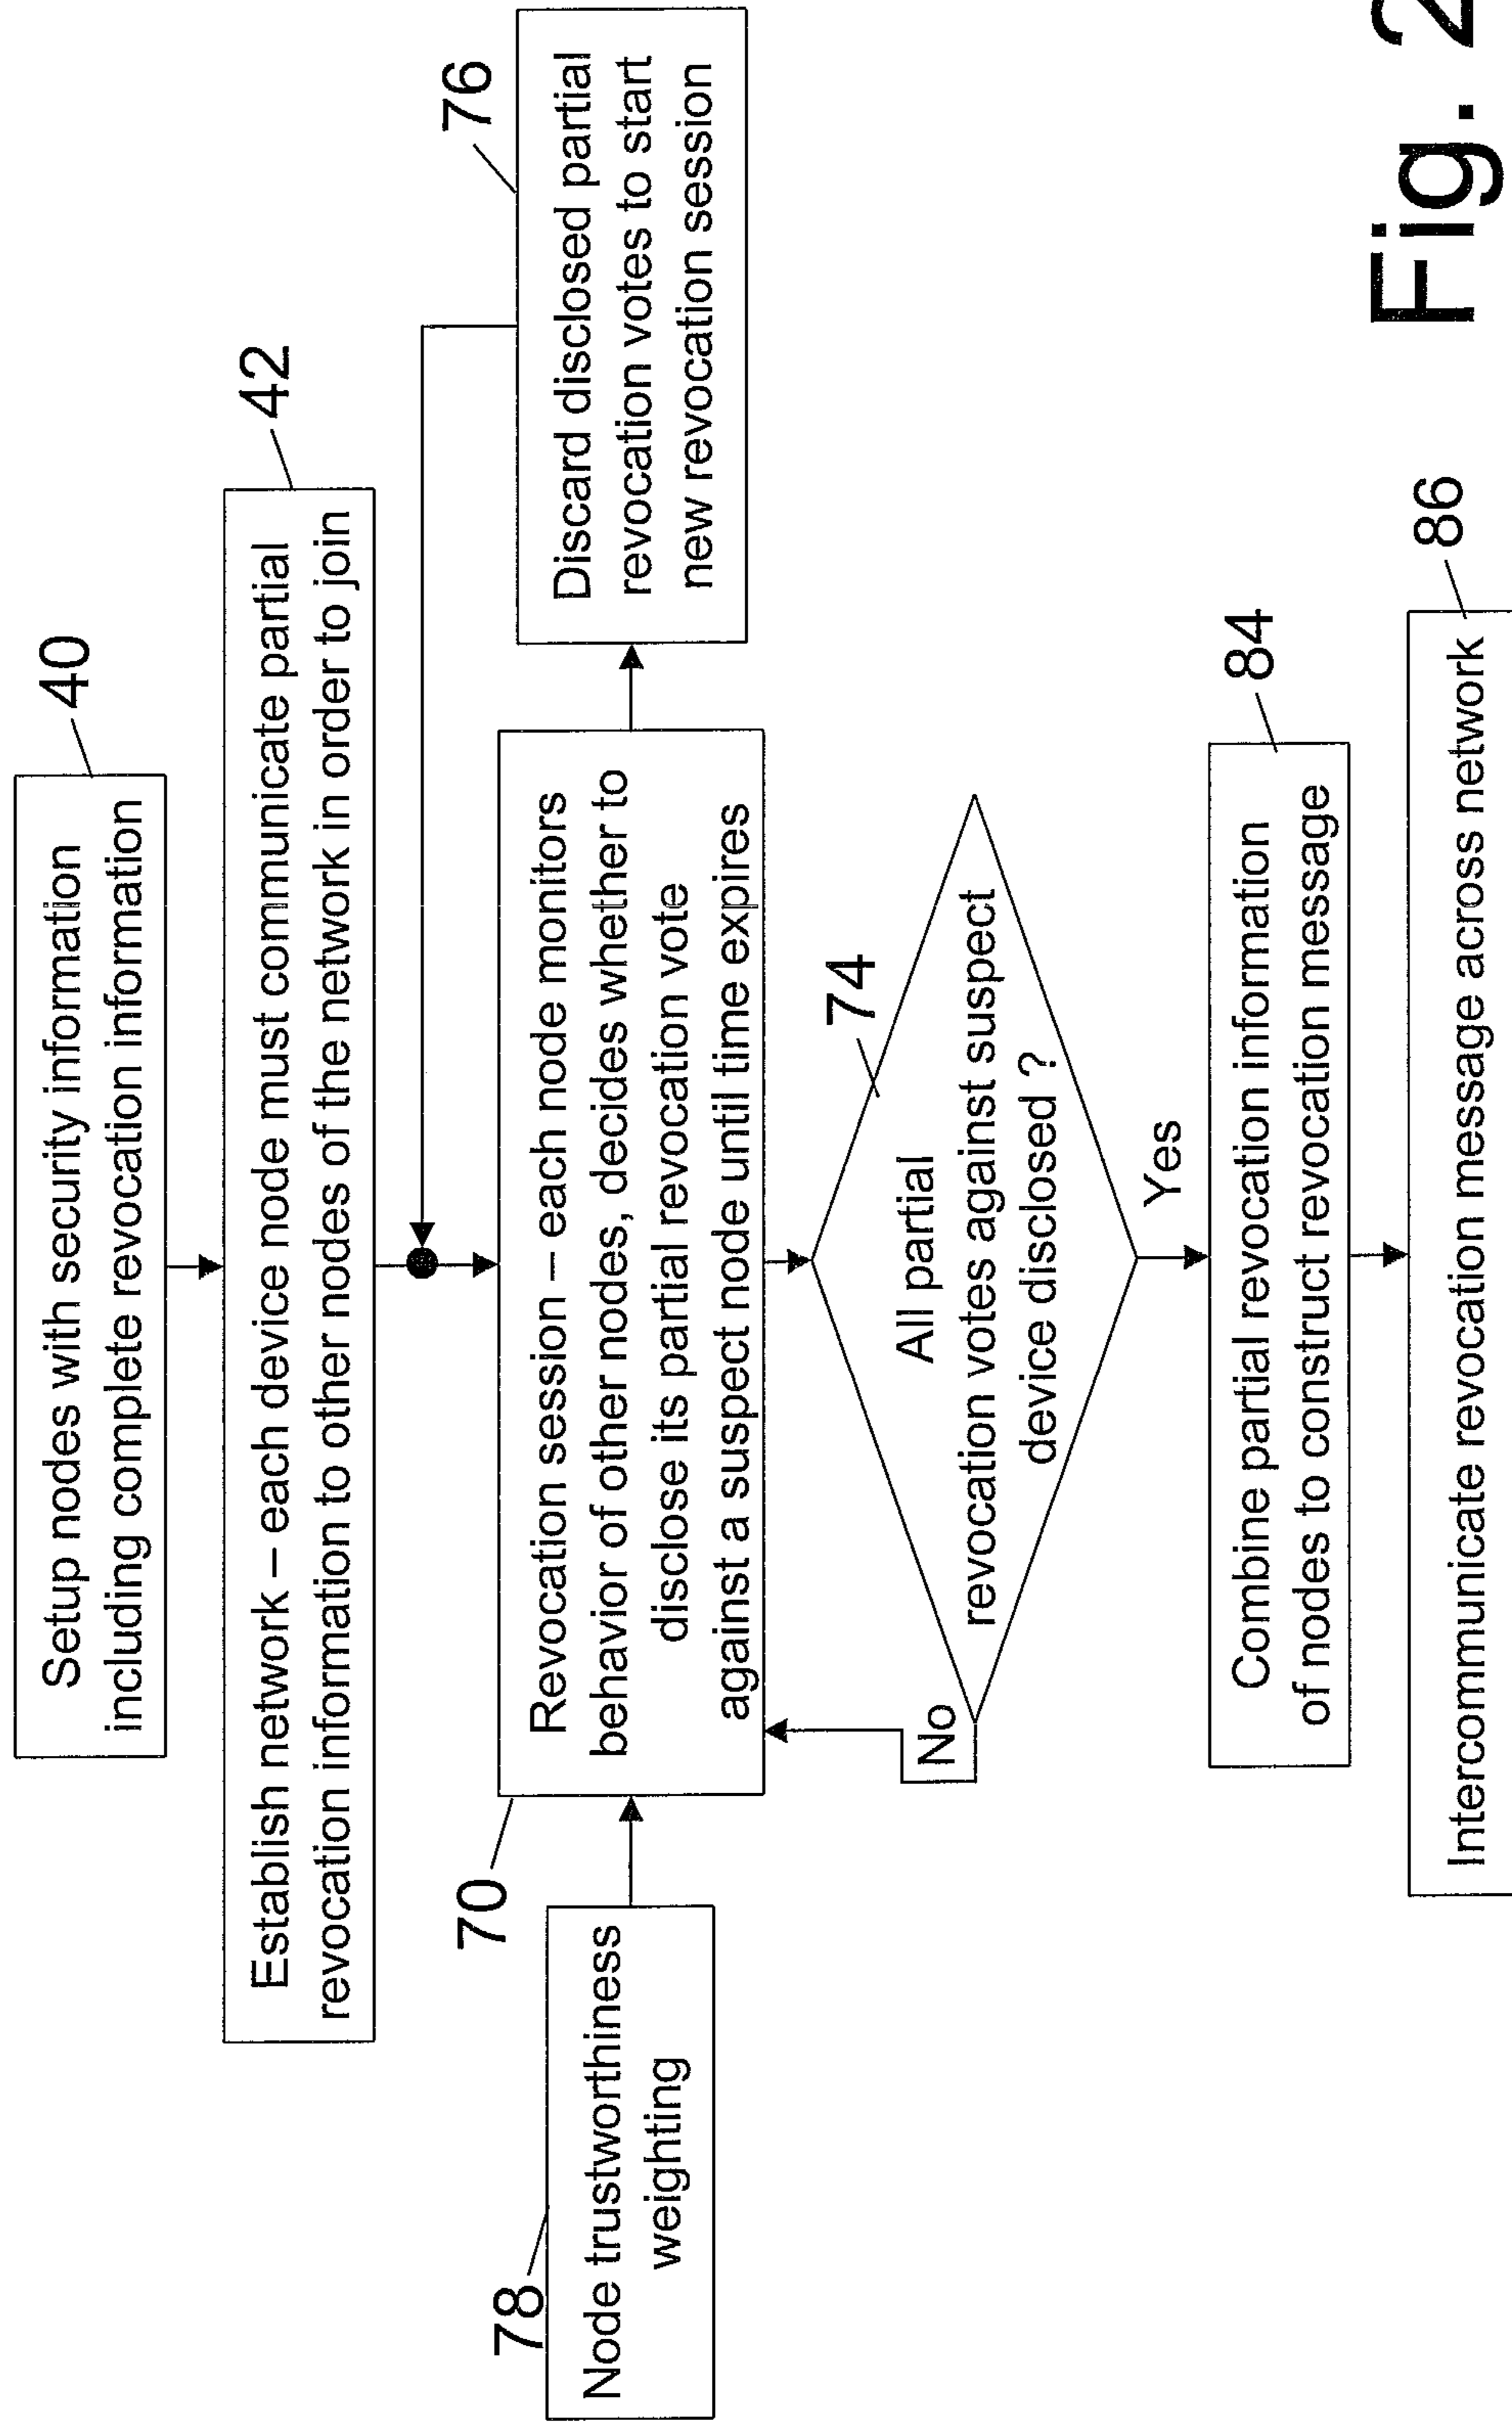 Setup nodes with security information
including complete revocation information
40
Establish network – each device node must communicate partial
revocation information to other nodes of the network in order to join
42
Revocation session – each node monitors
behavior of other nodes, decides whether to
disclose its partial revocation vote
against a suspect node until time expires
70
Discard disclosed partial
revocation votes to start
new revocation session
76
Node trustworthiness
weighting
78
All partial
revocation votes against suspect
device disclosed ?
74
No
Yes
Combine partial revocation information
of nodes to construct revocation message
84
Intercommunicate revocation message across network
86
Fig. 2